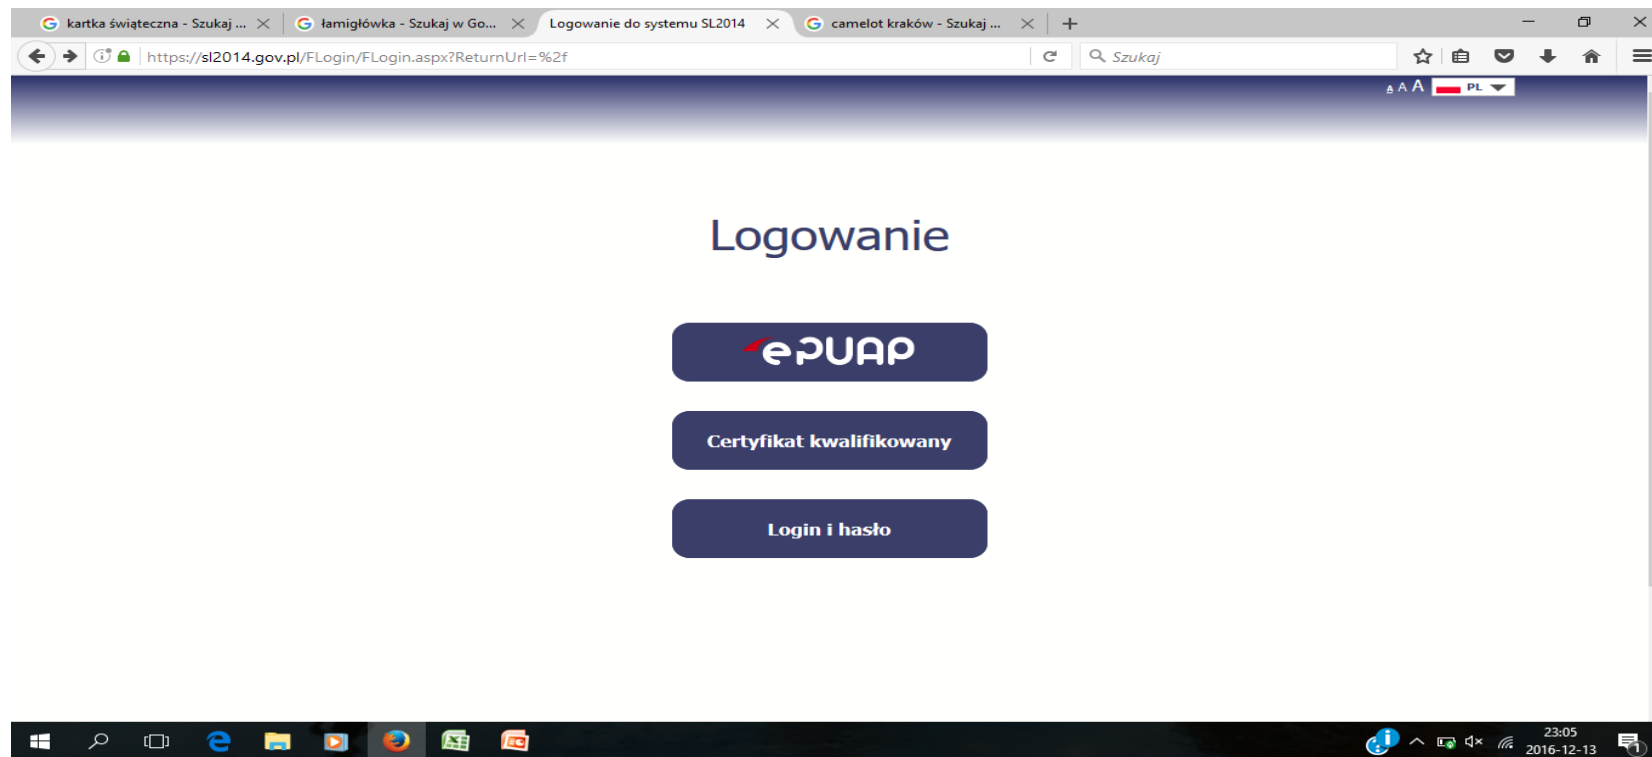 kartka świąteczna - Szukaj ...
łamigłówka - Szukaj w Go...
Logowanie do systemu SL2014
camelot kraków - Szukaj ...
https://sl2014.gov.pl/FLogin/FLogin.aspx?ReturnUrl=%2f
Szukaj
A A A PL
Logowanie
ePUAP
Certyfikat kwalifikowany
Login i hasło
23:05
2016-12-13
1